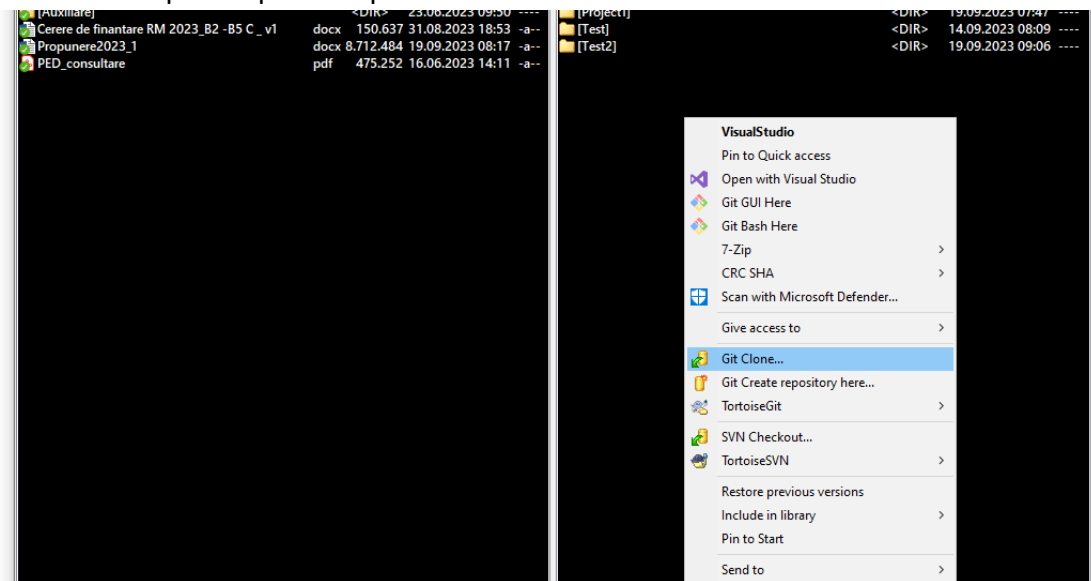 [Auxiliare] <DIR> 23.06.2023 09:50 ----
Cerere de finantare RM 2023_B2 -B5 C _ v1 docx 150.637 31.08.2023 18:53 -a--
Propunere2023_1 docx 8.712.484 19.09.2023 08:17 -a--
PED_consultare pdf 475.252 16.06.2023 14:11 -a--
[Project1] <DIR> 19.09.2023 07:47 ----
[Test] <DIR> 14.09.2023 08:09 ----
[Test2] <DIR> 19.09.2023 09:06 ----
VisualStudio
Pin to Quick access
Open with Visual Studio
Git GUI Here
Git Bash Here
7-Zip
CRC SHA
Scan with Microsoft Defender...
Give access to
Git Clone...
Git Create repository here...
TortoiseGit
SVN Checkout...
TortoiseSVN
Restore previous versions
Include in library
Pin to Start
Send to